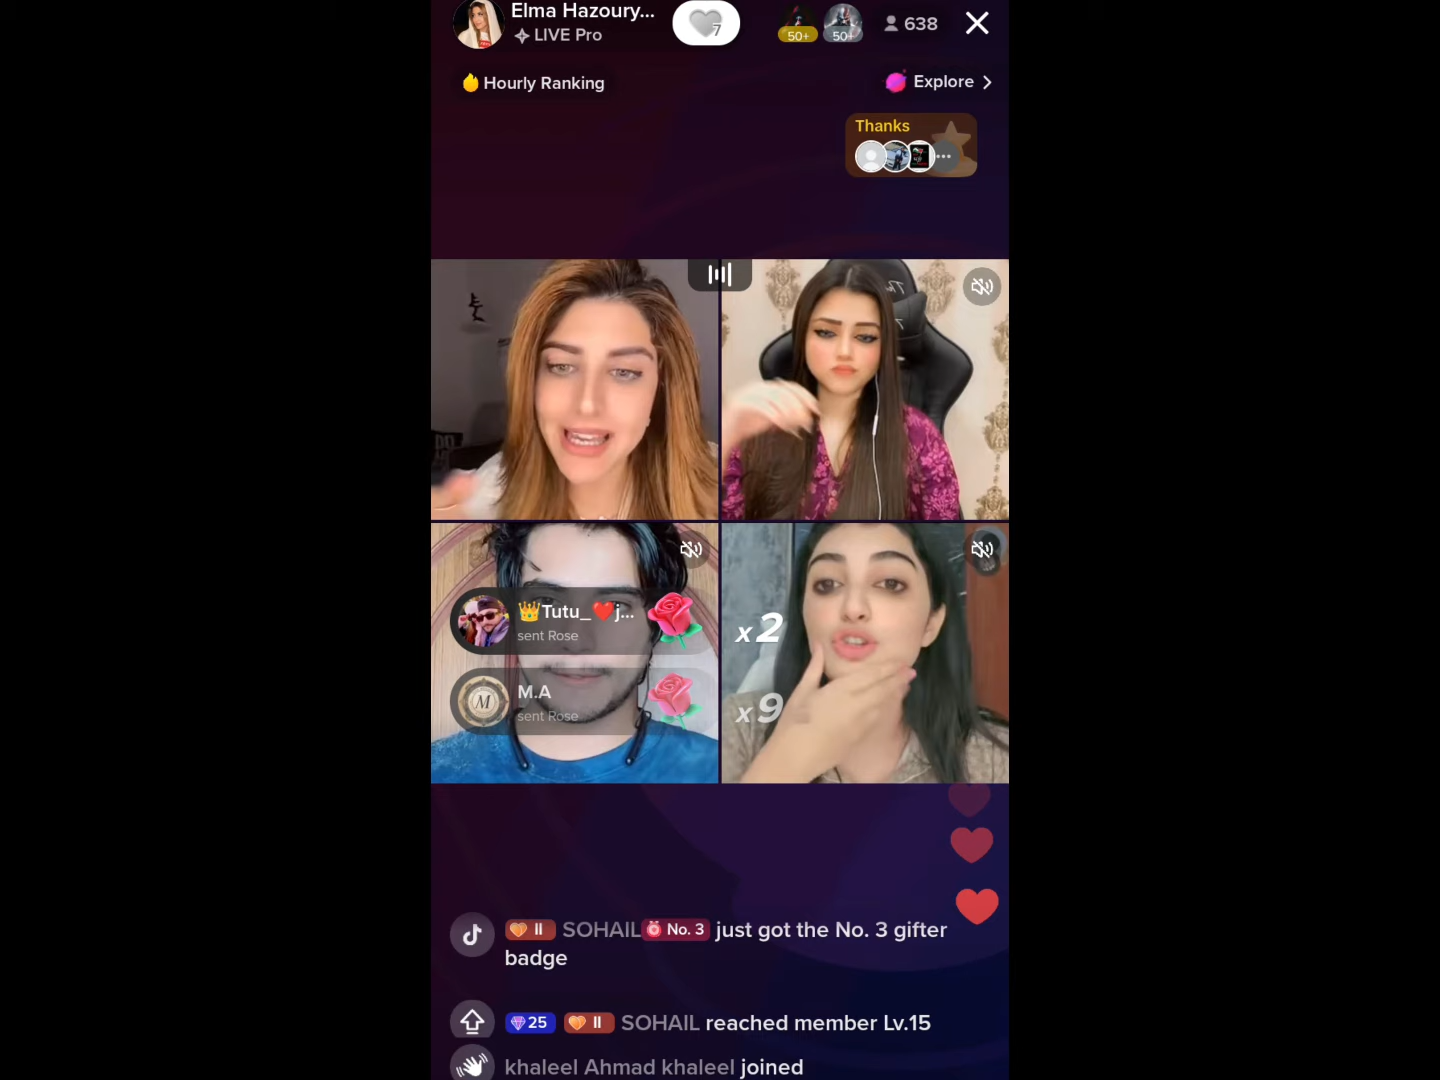 Elma Hazoury...
LIVE Pro
7
50+
50+
638
Hourly Ranking
Explore
Thanks
👑Tutu_❤️j...
sent Rose
x2
M
M.A
sent Rose
x9
II SOHAIL No. 3 just got the No. 3 gifter
badge
25 II SOHAIL reached member Lv.15
khaleel Ahmad khaleel joined